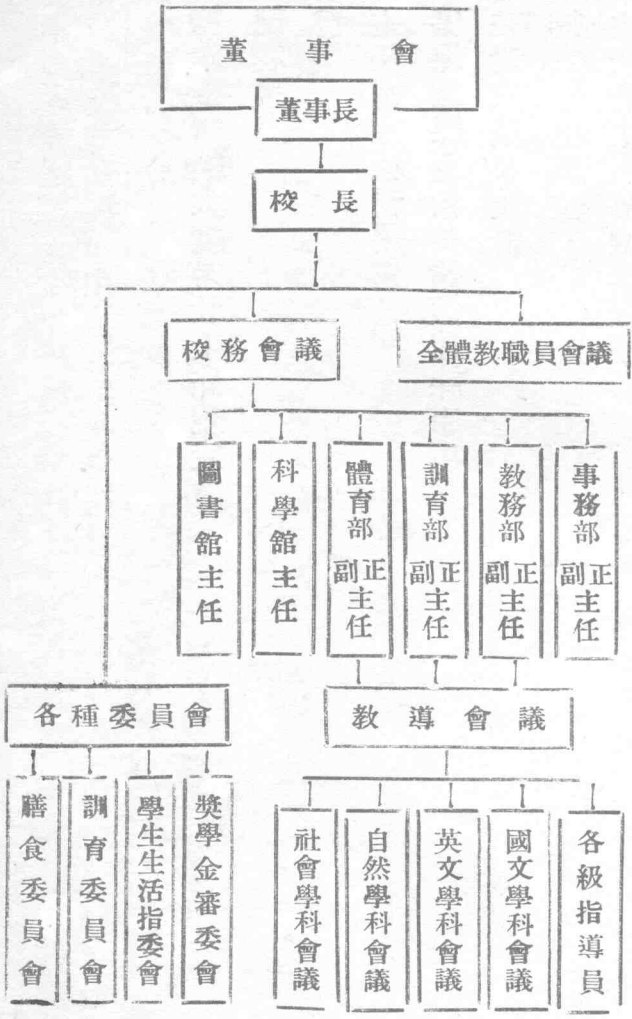 董事會
董事長
校長
校務會議
全體教職員會議
事務部正副主任
教務部正副主任
訓育部正副主任
體育部正副主任
科學館主任
圖書館主任
各種委員會
教導會議
獎學金審委會
學生生活指委會
訓育委員會
膳食委員會
各級指導員
國文學科會議
英文學科會議
自然學科會議
社會學科會議